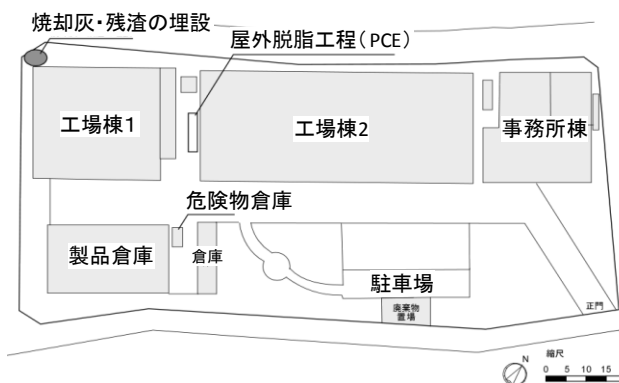 焼却灰・残渣の埋設
屋外脱脂工程（PCE）
工場棟1
工場棟2
事務所棟
危険物倉庫
製品倉庫
倉庫
駐車場
廃棄物
置場
正門
N
縮尺
0 5 10 15